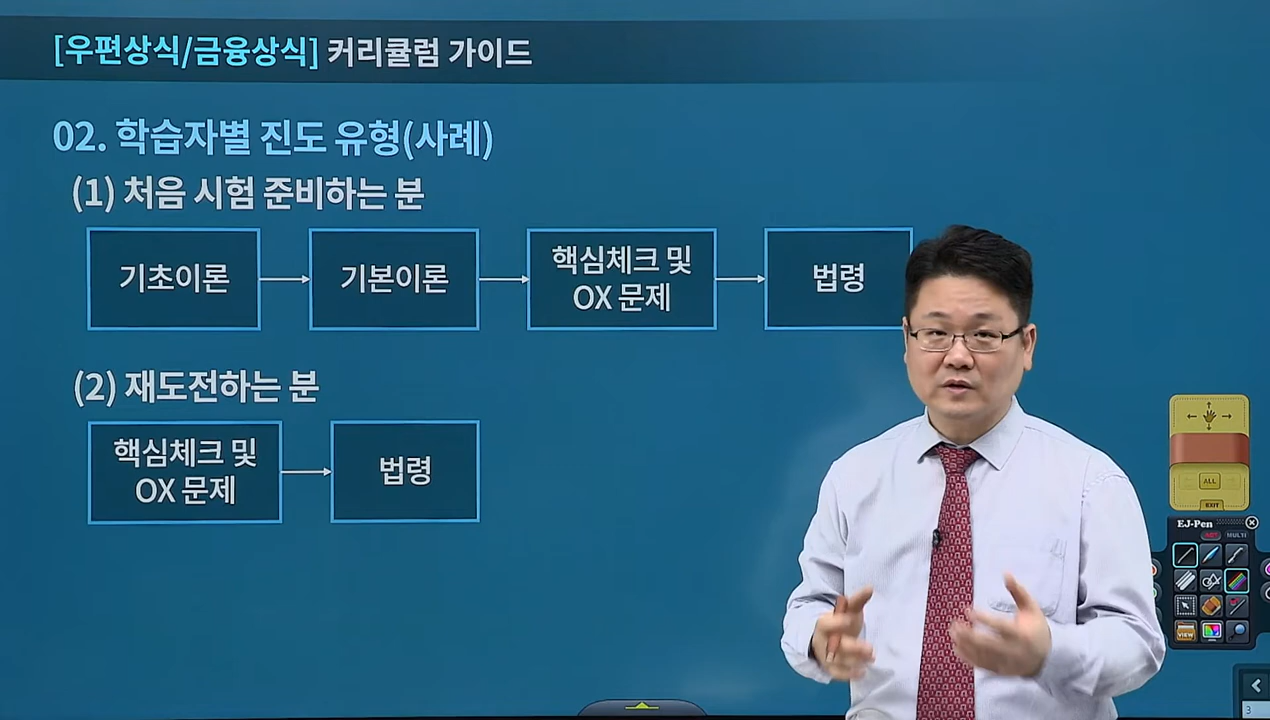 [우편상식/금융상식] 커리큘럼 가이드
02. 학습자별 진도 유형(사례)
(1) 처음 시험 준비하는 분
기초이론
기본이론
핵심체크 및
OX 문제
법령
(2) 재도전하는 분
핵심체크 및
OX 문제
법령
ALL
EXIT
EJ-Pen
ACT
MULTI
VIEW
3